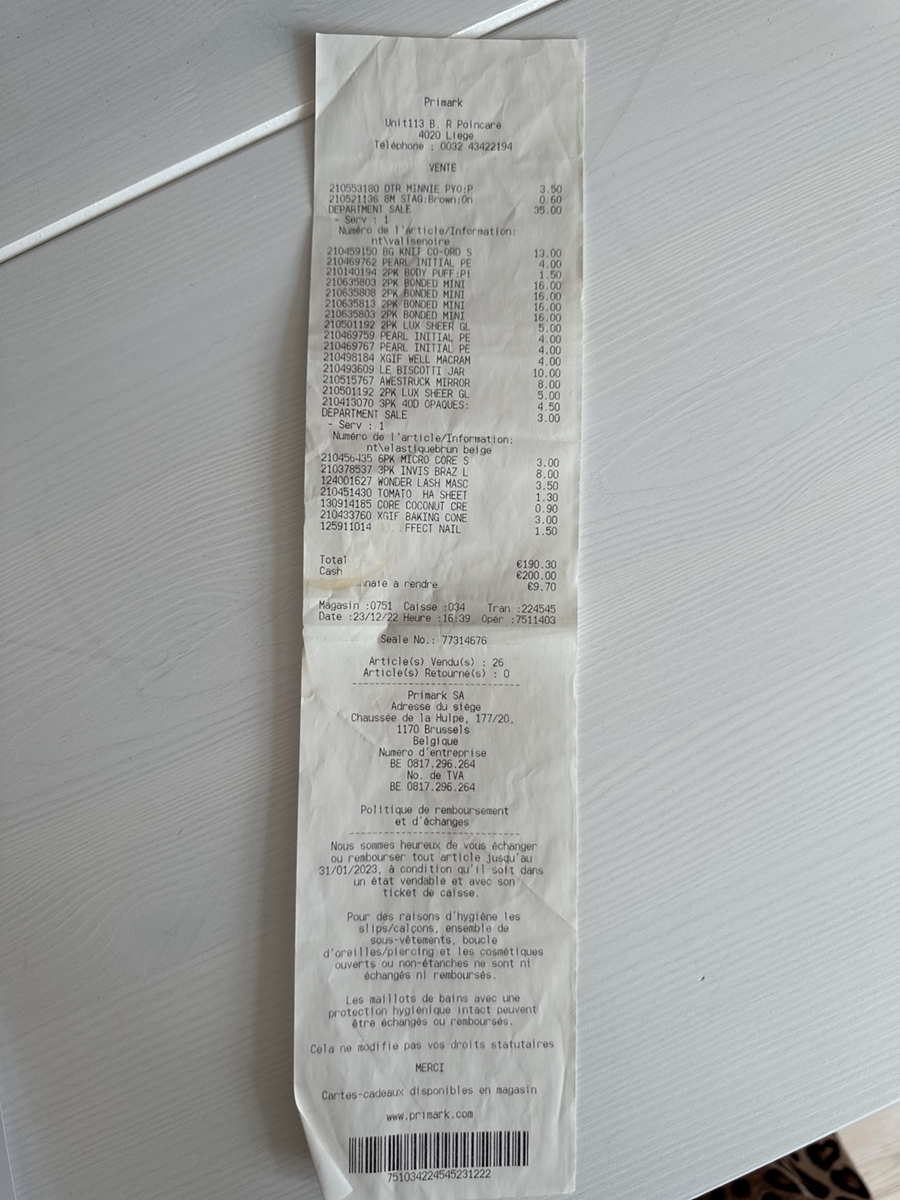 Primark
Unit113 B. R Poincare
4020 Liege
Téléphone : 0032 43422194
VENTE
210553180 DTR MINNIE PYO:P 3.50
210521136 8M STAG:Brown:On 0.60
DEPARTMENT SALE 35.00
- Serv : 1
Numéro de l'article/Information:
nt\valisenoire
210459150 BG KNIT CO-ORD S 13.00
210469762 PEARL INITIAL PE 4.00
210140194 2PK BODY PUFF:PI 1.50
210635803 2PK BONDED MINI 16.00
210635808 2PK BONDED MINI 16.00
210635813 2PK BONDED MINI 16.00
210635803 2PK BONDED MINI 16.00
210501192 2PK LUX SHEER GL 5.00
210469759 PEARL INITIAL PE 4.00
210469767 PEARL INITIAL PE 4.00
210498184 XGIF WELL MACRAM 4.00
210493609 LE BISCOTTI JAR 10.00
210515767 AWESTRUCK MIRROR 8.00
210501192 2PK LUX SHEER GL 5.00
210413070 3PK 40D OPAQUES: 4.50
DEPARTMENT SALE 3.00
- Serv : 1
Numéro de l'article/Information:
nt\elastiquebrun beige
210456435 6PK MICRO CORE S 3.00
210378537 3PK INVIS BRAZ L 8.00
124001627 WONDER LASH MASC 3.50
210451430 TOMATO HA SHEET 1.30
130914185 CORE COCONUT CRE 0.90
210433760 XGIF BAKING CONE 3.00
125911014 FFECT NAIL 1.50
Total €190.30
Cash €200.00
à rendre €9.70
Magasin :0751 Caisse :034 Tran :224545
Date :23/12/22 Heure :16:39 Opér :7511403
Seale No.: 77314676
Article(s) Vendu(s) : 26
Article(s) Retourné(s) : 0
--------------------------
Primark SA
Adresse du siège
Chaussée de la Hulpe, 177/20,
1170 Brussels
Belgique
Numero d'entreprise
BE 0817.296.264
No. de TVA
BE 0817.296.264
Politique de remboursement
et d'échanges
--------------------------
Nous sommes heureux de vous échanger
ou rembourser tout article jusqu'au
31/01/2023, à condition qu'il soit dans
un état vendable et avec son
ticket de caisse.
Pour des raisons d'hygiène les
slips/calçons, ensemble de
sous-vêtements, boucle
d'oreilles/piercing et les cosmétiques
ouverts ou non-étanches ne sont ni
échangés ni remboursés.
Les maillots de bains avec une
protection hygiénique intact peuvent
être échangés ou remboursés.
Cela ne modifie pas vos droits statutaires
MERCI
Cartes-cadeaux disponibles en magasin
www.primark.com
751034224545231222